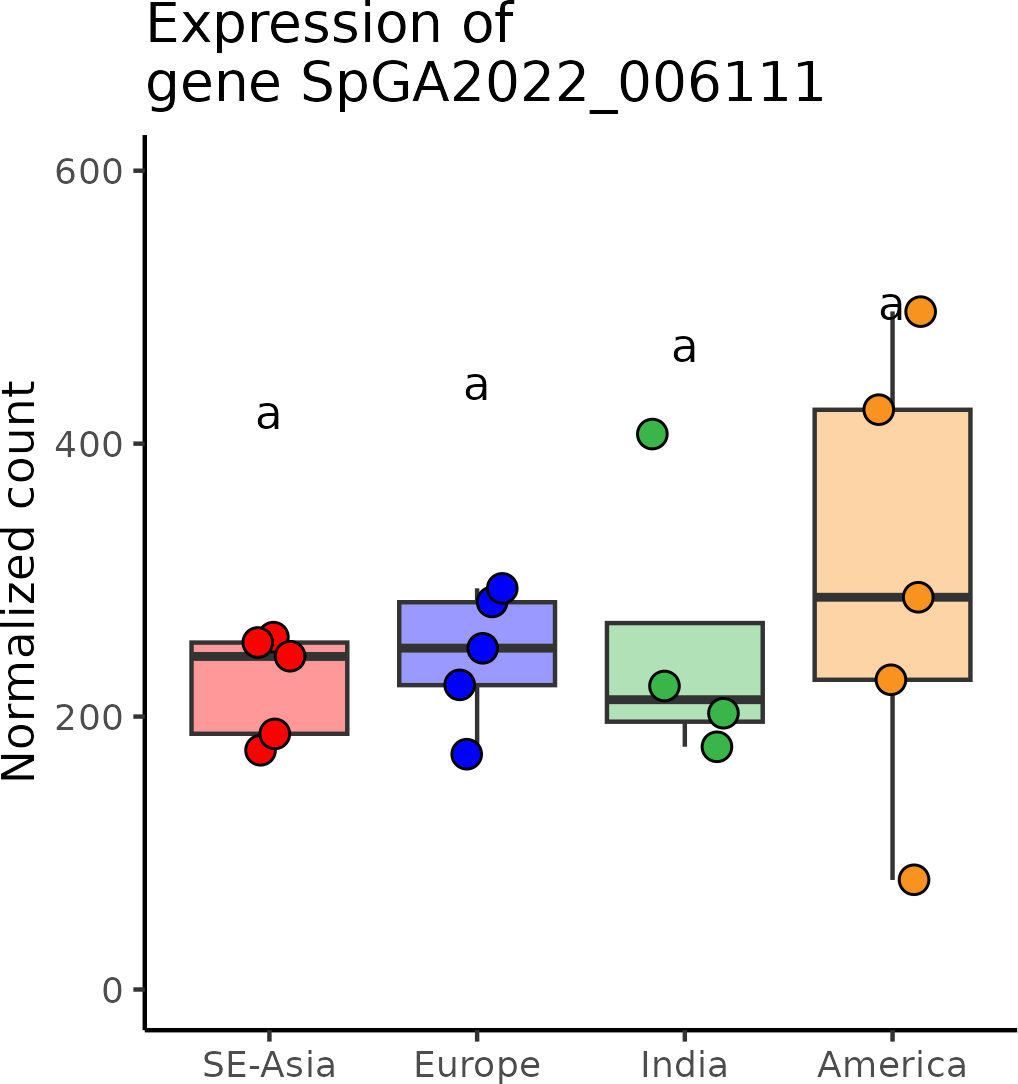 Expression of
gene SpGA2022_006111
Normalized count
600
400
200
0
a
a
a
a
SE-Asia
Europe
India
America